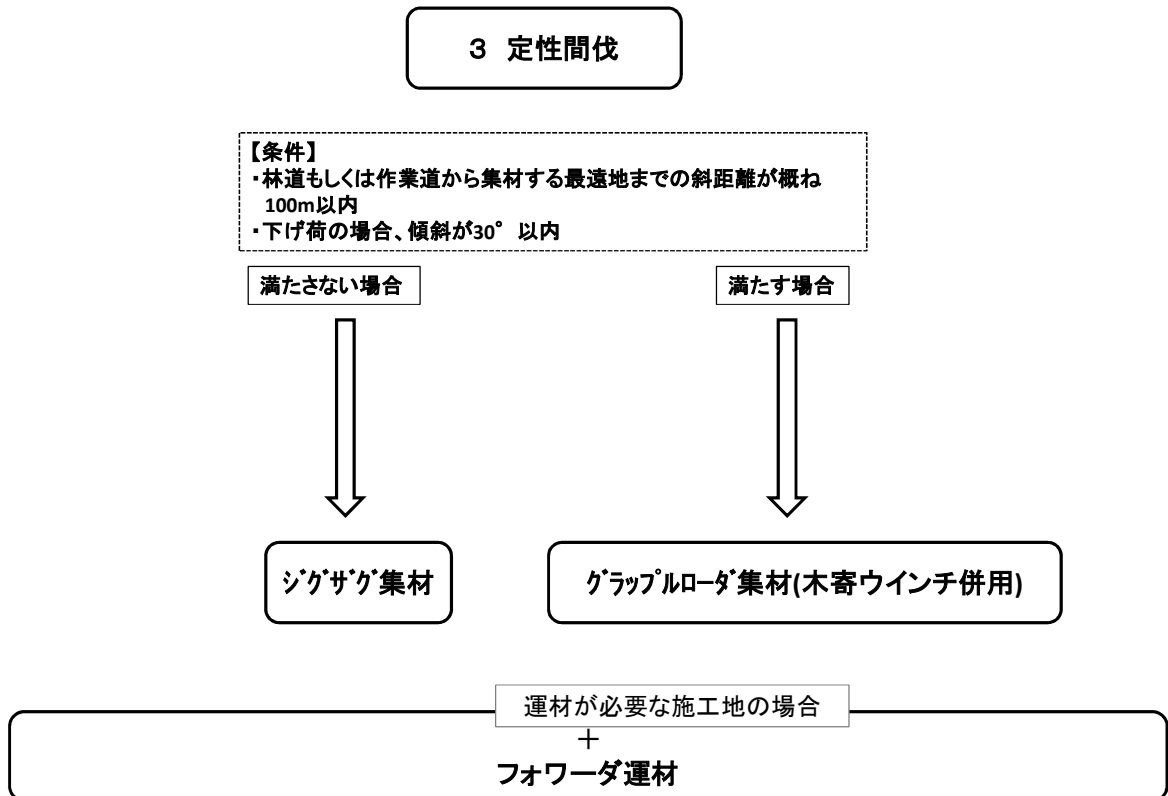 ３ 定性間伐
【条件】
・林道もしくは作業道から集材する最遠地までの斜距離が概ね
100m以内
・下げ荷の場合、傾斜が30°以内
満たさない場合
満たす場合
ｼﾞｸﾞｻﾞｸﾞ集材
ｸﾞﾗｯﾌﾟﾙﾛｰﾀﾞ集材(木寄ウインチ併用)
運材が必要な施工地の場合
＋
フォワーダ運材